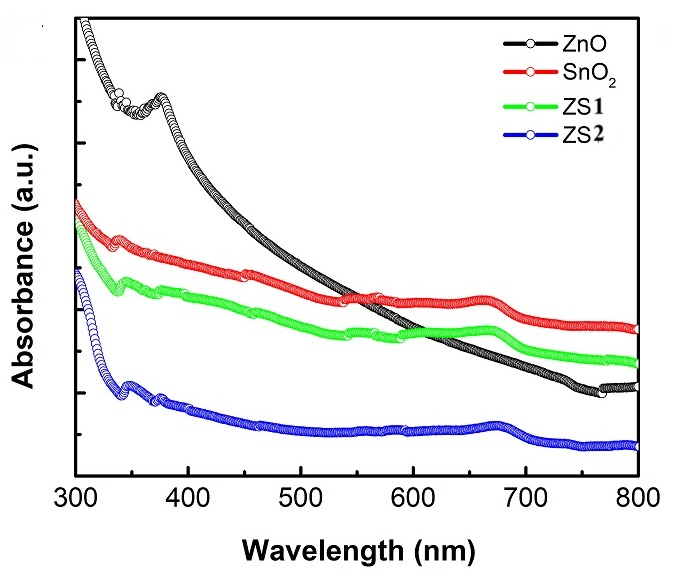 ZnO
SnO2
ZS1
ZS2
Absorbance (a.u.)
300 400 500 600 700 800
Wavelength (nm)